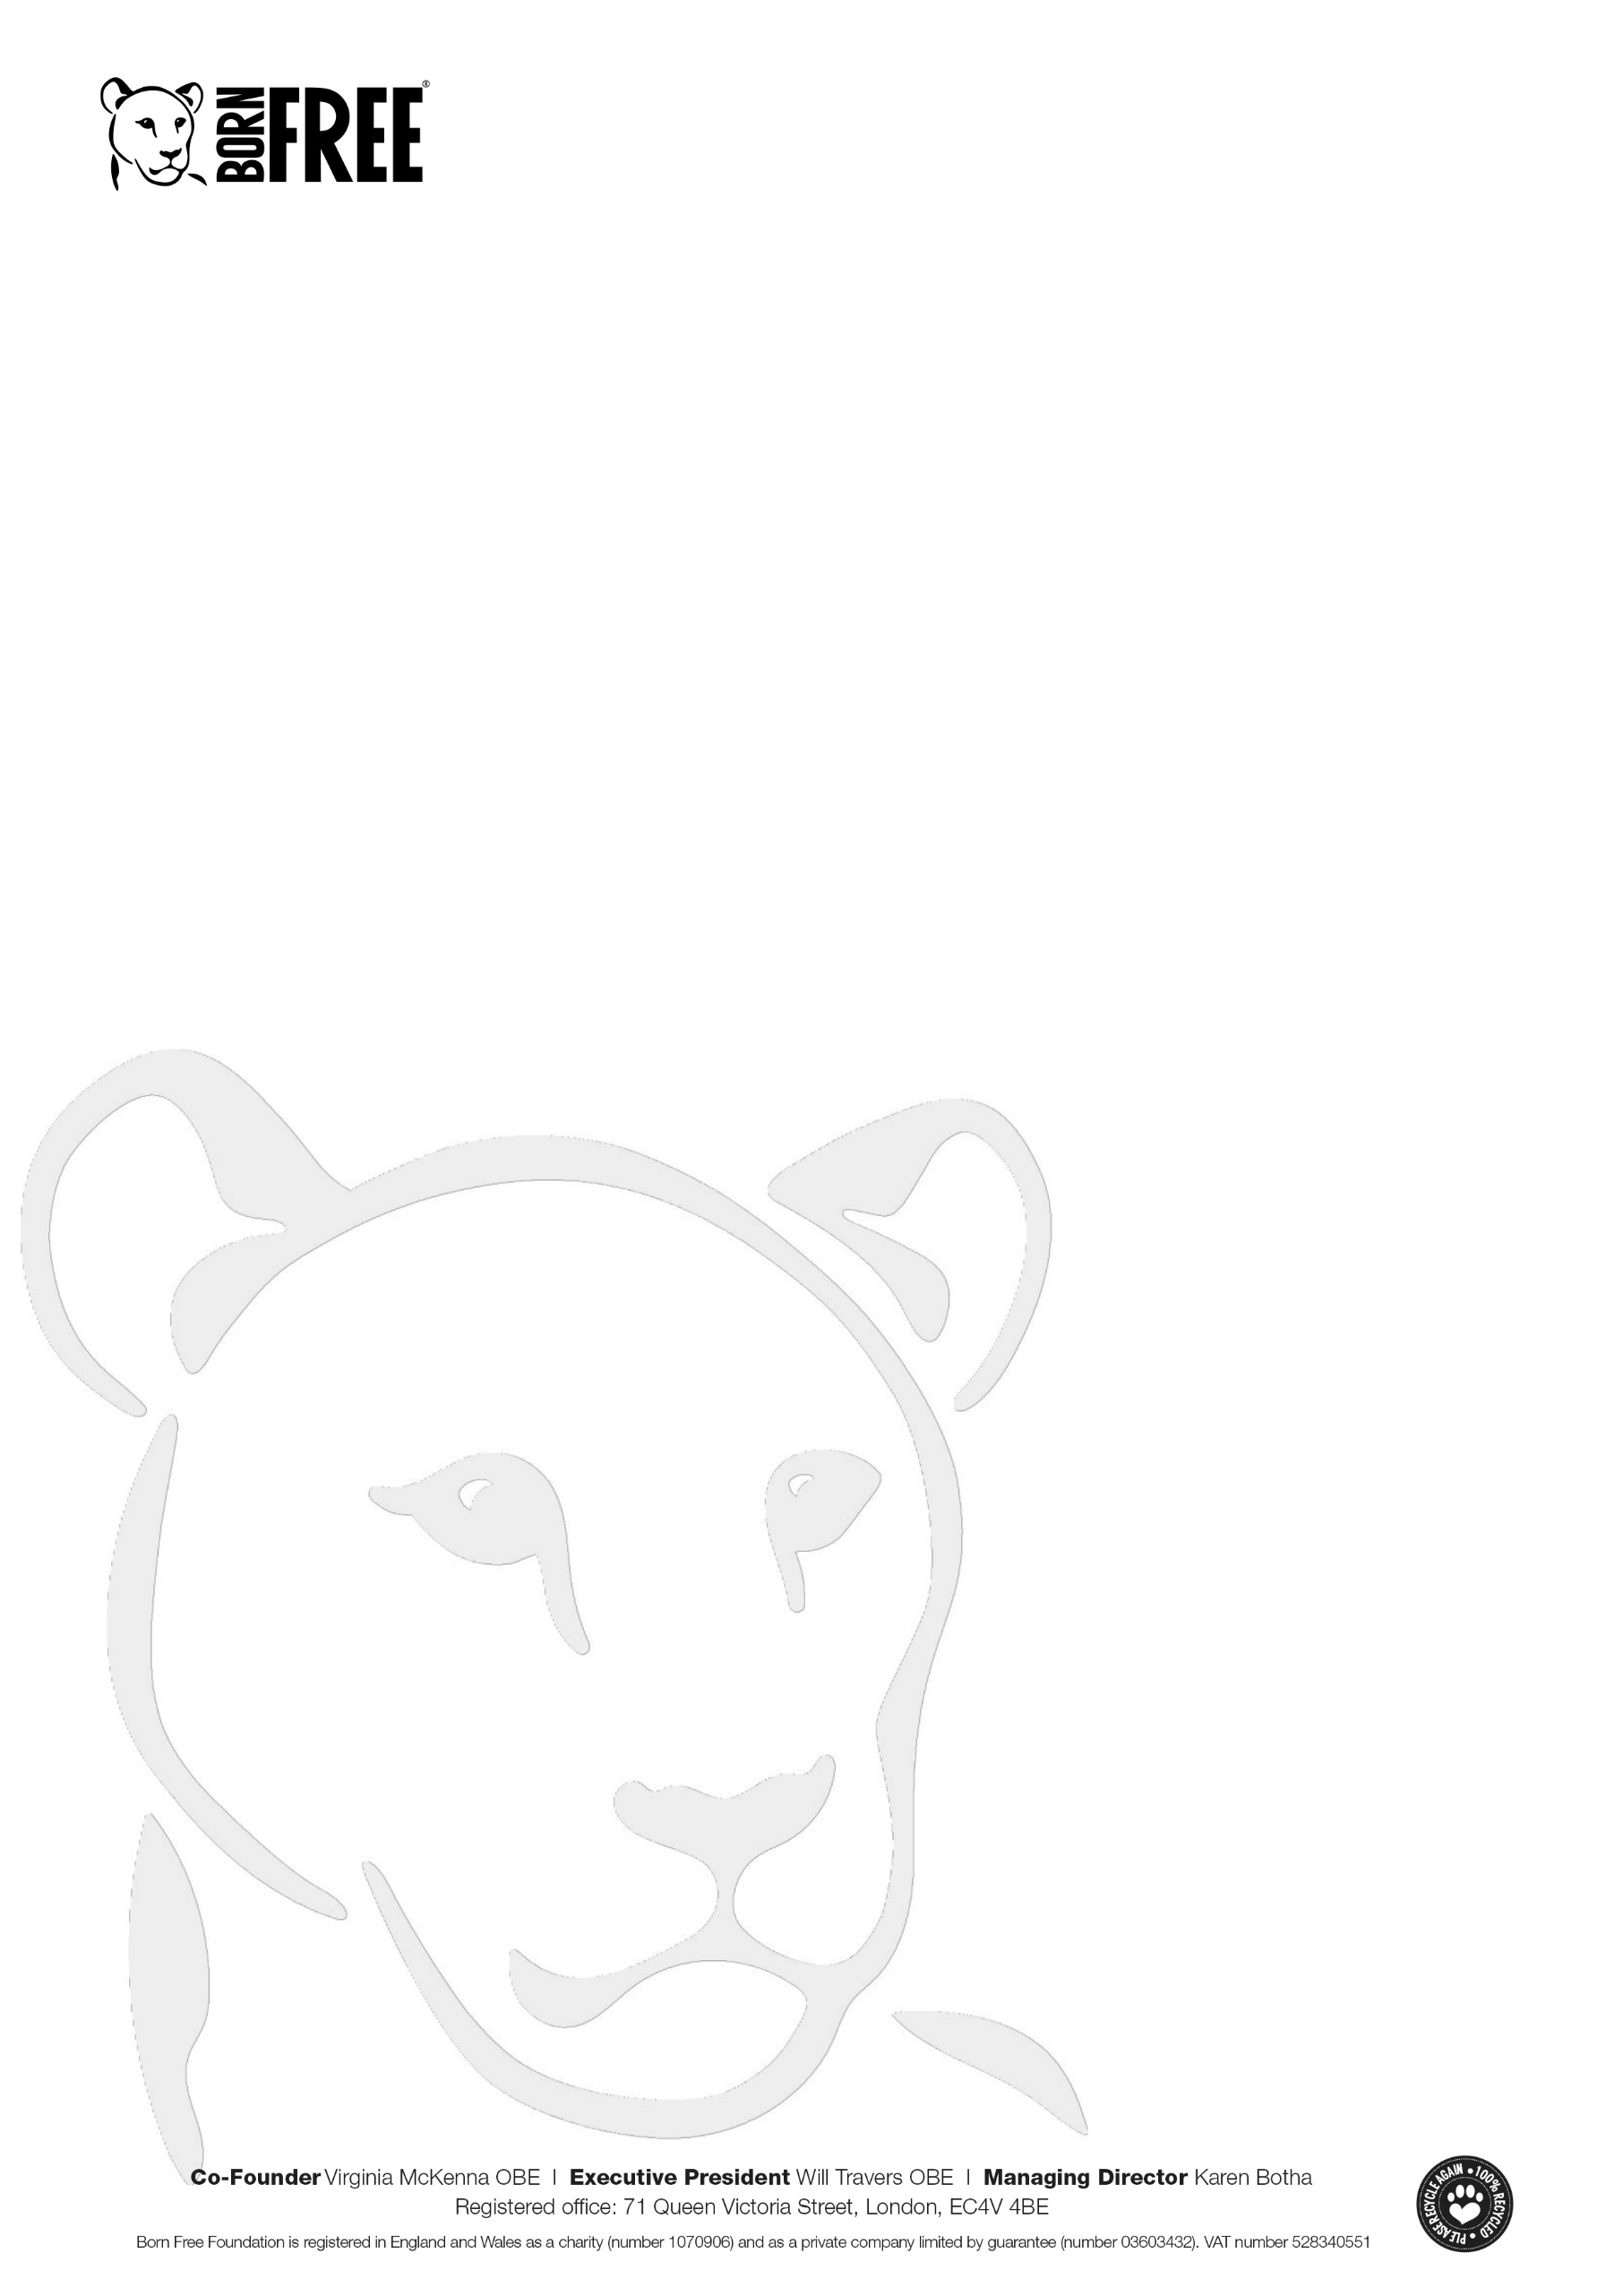 BORN FREE®
Co-Founder Virginia McKenna OBE | Executive President Will Travers OBE | Managing Director Karen Botha
Registered office: 71 Queen Victoria Street, London, EC4V 4BE
Born Free Foundation is registered in England and Wales as a charity (number 1070906) and as a private company limited by guarantee (number 03603432). VAT number 528340551
100% RECYCLED • PLEASE RECYCLE AGAIN •